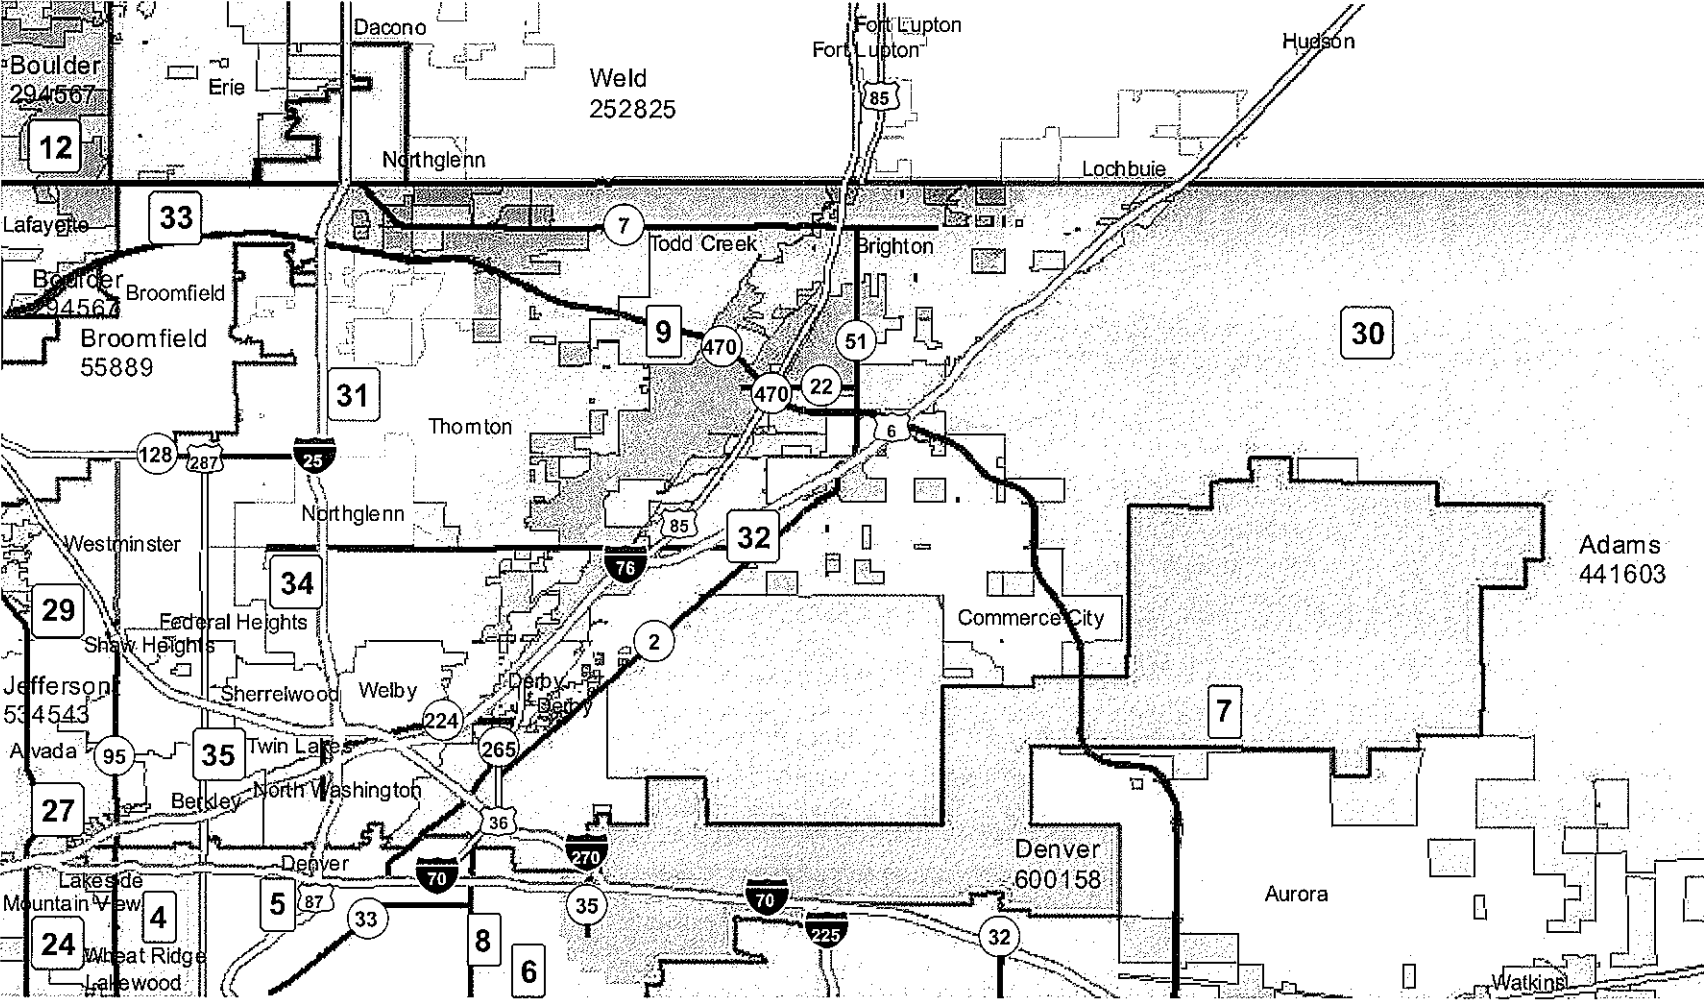 Dacono
Fort Lupton
Fort Lupton
Hudson
Boulder
294567
Erie
Weld
252825
85
12
Northglenn
Lochbuie
Lafayette
33
7
Todd Creek
Brighton
Boulder
294567
Broomfield
Broomfield
55889
9
470
51
30
31
470
22
Thornton
6
128
287
25
Northglenn
85
32
Westminster
76
Adams
441603
34
29
Federal Heights
Shaw Heights
2
Commerce City
Jefferson
534543
Sherrelwood
Welby
Derby
Derby
224
7
Arvada
95
35
Twin Lakes
265
27
Berkley
North Washington
36
Denver
270
Denver
600158
70
Lakeside
Mountain View
4
5
87
33
35
70
Aurora
225
32
24
8
6
Wheat Ridge
Lakewood
Watkins